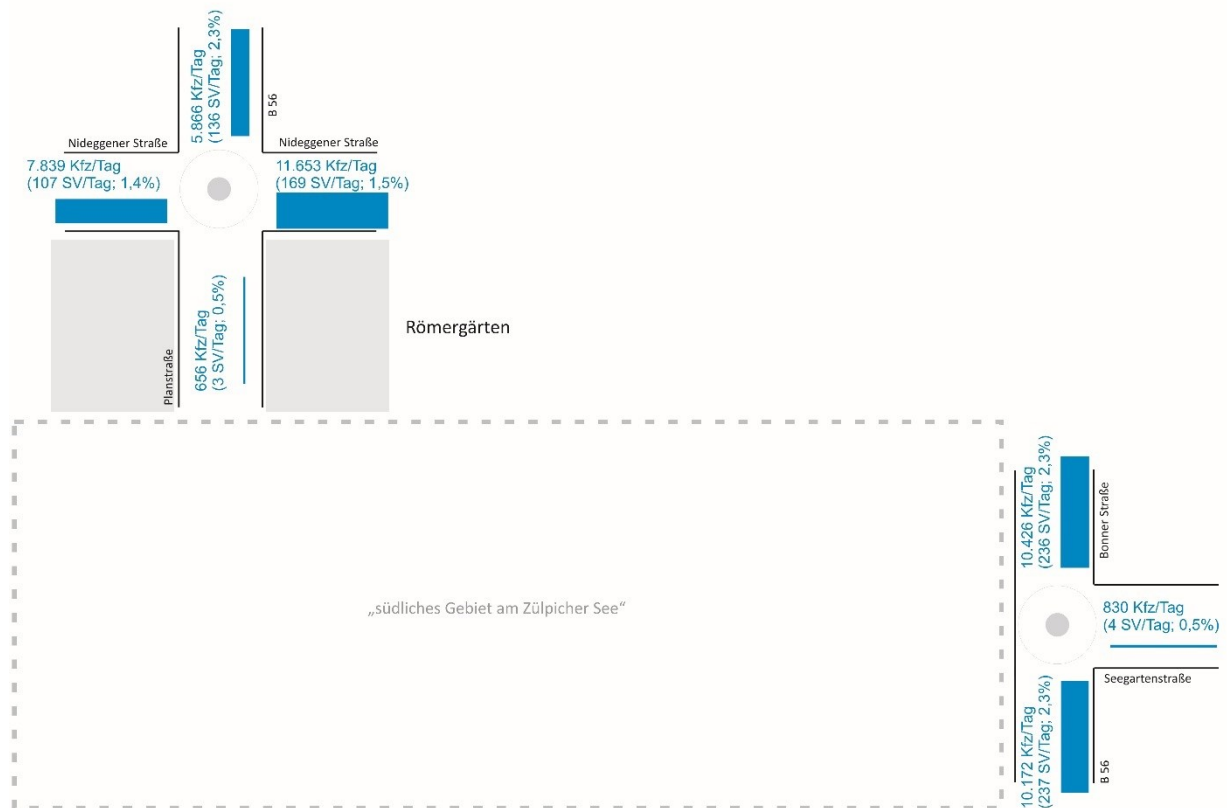 5.866 Kfz/Tag
(136 SV/Tag; 2,3%)
B 56
Nideggener Straße
Nideggener Straße
7.839 Kfz/Tag
(107 SV/Tag; 1,4%)
11.653 Kfz/Tag
(169 SV/Tag; 1,5%)
Planstraße
656 Kfz/Tag
(3 SV/Tag; 0,5%)
Römergärten
„südliches Gebiet am Zülpicher See“
10.426 Kfz/Tag
(236 SV/Tag; 2,3%)
Bonner Straße
830 Kfz/Tag
(4 SV/Tag; 0,5%)
Seegartenstraße
10.172 Kfz/Tag
(237 SV/Tag; 2,3%)
B 56